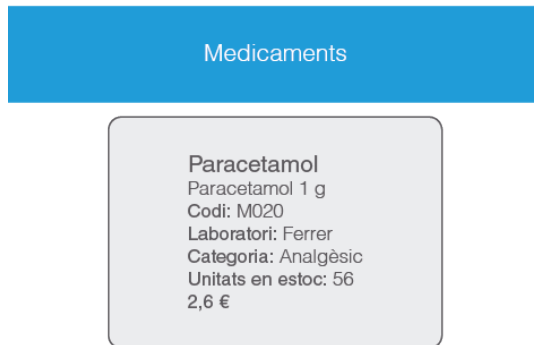 Medicaments
Paracetamol
Paracetamol 1 g
Codi: M020
Laboratori: Ferrer
Categoria: Analgèsic
Unitats en estoc: 56
2,6 €